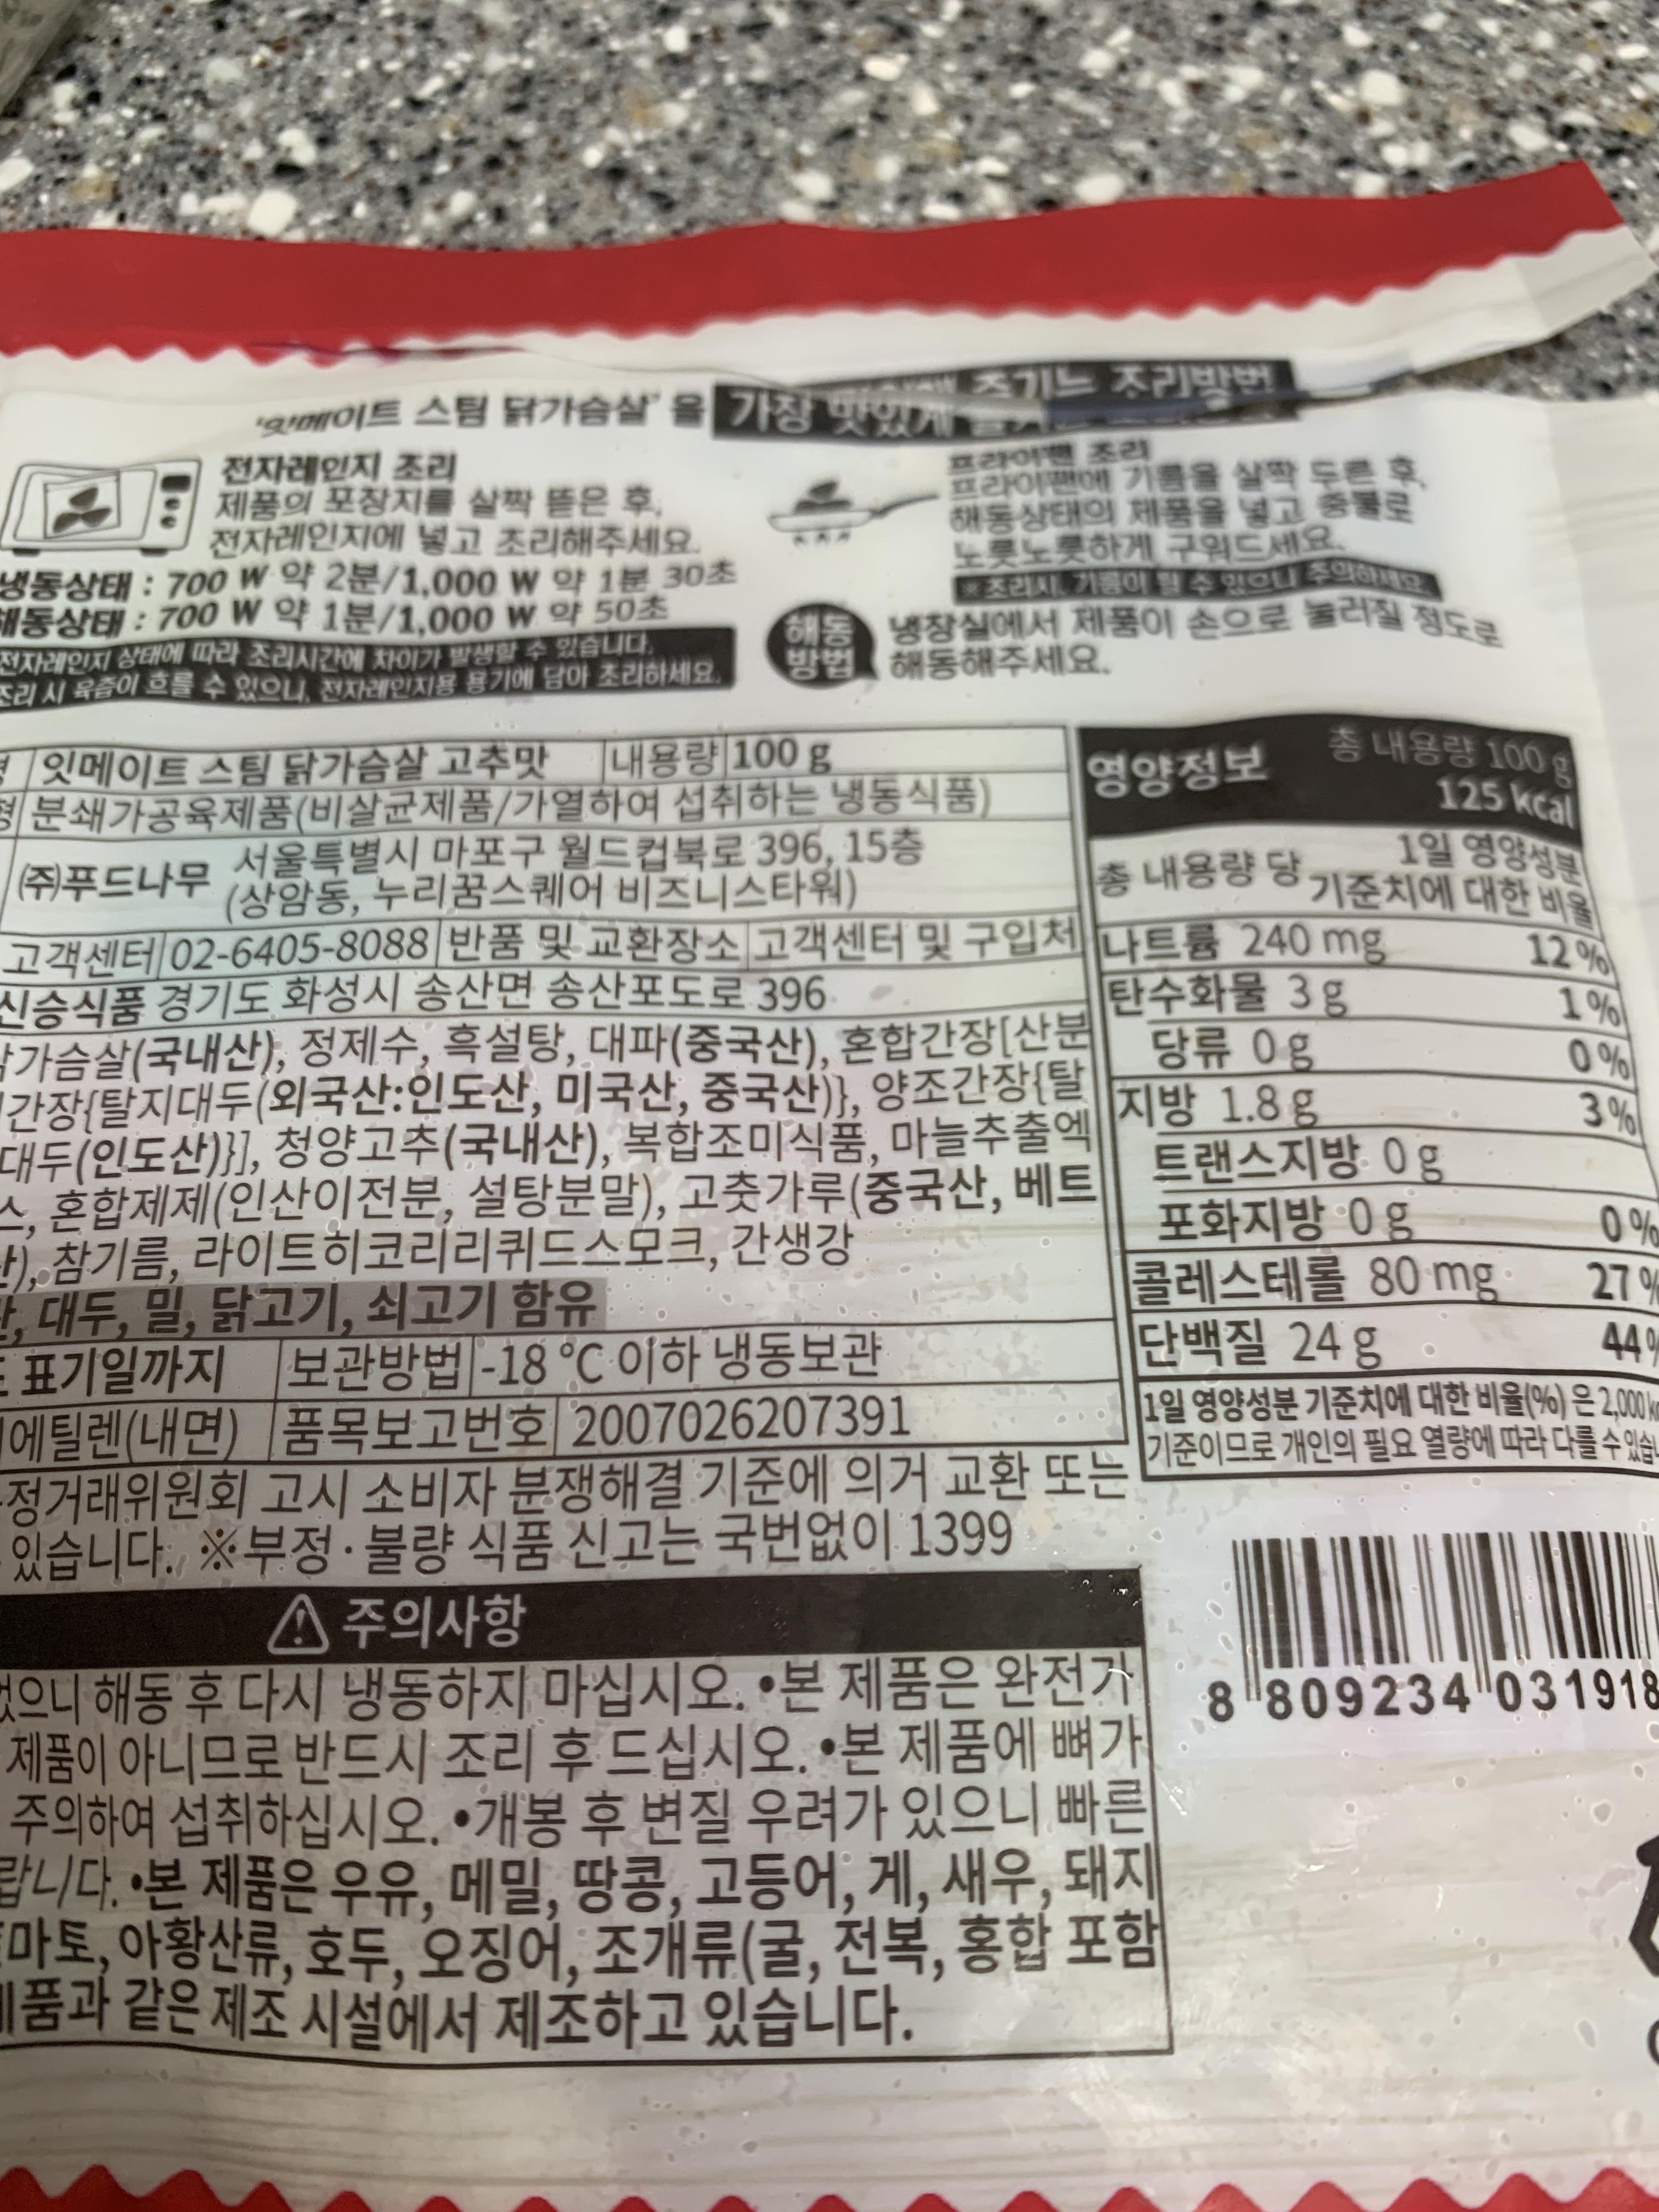 '잇메이트 스팀 닭가슴살' 을 가장 맛있게 즐기는 조리방법
전자레인지 조리
제품의 포장지를 살짝 뜯은 후,
전자레인지에 넣고 조리해주세요.
냉동상태 : 700 W 약 2분/1,000 W 약 1분 30초
해동상태 : 700 W 약 1분/1,000 W 약 50초
전자레인지 상태에 따라 조리시간에 차이가 발생할 수 있습니다.
조리 시 육즙이 흐를 수 있으니, 전자레인지용 용기에 담아 조리하세요.
프라이팬 조리
프라이팬에 기름을 살짝 두른 후,
해동상태의 제품을 넣고 중불로
노릇노릇하게 구워드세요.
※조리시, 기름이 튈 수 있으니 주의하세요.
해동
방법
냉장실에서 제품이 손으로 눌러질 정도로
해동해주세요.
잇메이트 스팀 닭가슴살 고추맛 내용량 100 g
형 분쇄가공육제품(비살균제품/가열하여 섭취하는 냉동식품)
㈜푸드나무 서울특별시 마포구 월드컵북로 396, 15층
(상암동, 누리꿈스퀘어 비즈니스타워)
고객센터 02-6405-8088 반품 및 교환장소 고객센터 및 구입처
신승식품 경기도 화성시 송산면 송산포도로 396
가슴살(국내산), 정제수, 흑설탕, 대파(중국산), 혼합간장[산분
간장{탈지대두(외국산:인도산, 미국산, 중국산)}, 양조간장{탈
대두(인도산)}], 청양고추(국내산), 복합조미식품, 마늘추출엑
스, 혼합제제(인산이전분, 설탕분말), 고춧가루(중국산, 베트
산), 참기름, 라이트히코리리퀴드스모크, 간생강
대두, 밀, 닭고기, 쇠고기 함유
표기일까지 보관방법 -18 ℃ 이하 냉동보관
에틸렌(내면) 품목보고번호 2007026207391
정거래위원회 고시 소비자 분쟁해결 기준에 의거 교환 또는
있습니다. ※부정·불량 식품 신고는 국번없이 1399
영양정보 총 내용량 100 g
125 kcal
총 내용량 당 1일 영양성분
기준치에 대한 비율
나트륨 240 mg 12 %
탄수화물 3 g 1 %
당류 0 g 0 %
지방 1.8 g 3 %
트랜스지방 0 g
포화지방 0 g 0 %
콜레스테롤 80 mg 27 %
단백질 24 g 44 %
1일 영양성분 기준치에 대한 비율(%) 은 2,000
기준이므로 개인의 필요 열량에 따라 다를 수 있습
8 809234 031918
주의사항
으니 해동 후 다시 냉동하지 마십시오. •본 제품은 완전가
제품이 아니므로 반드시 조리 후 드십시오. •본 제품에 뼈가
주의하여 섭취하십시오. •개봉 후 변질 우려가 있으니 빠른
랍니다. •본 제품은 우유, 메밀, 땅콩, 고등어, 게, 새우, 돼지
마토, 아황산류, 호두, 오징어, 조개류(굴, 전복, 홍합 포함
품과 같은 제조 시설에서 제조하고 있습니다.